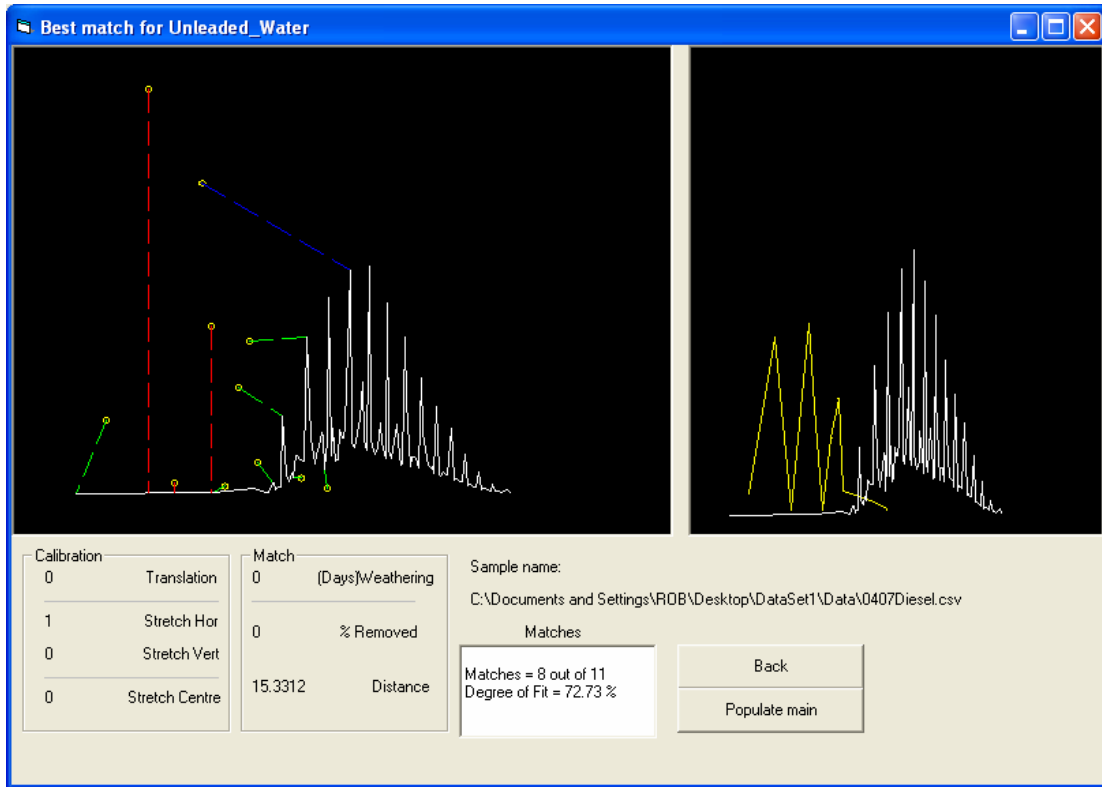 Best match for Unleaded_Water
Calibration
0 Translation
1 Stretch Hor
0 Stretch Vert
0 Stretch Centre
Match
0 (Days)Weathering
0 % Removed
15.3312 Distance
Sample name:
C:\Documents and Settings\ROB\Desktop\DataSet1\Data\0407Diesel.csv
Matches
Matches = 8 out of 11
Degree of Fit = 72.73 %
Back
Populate main